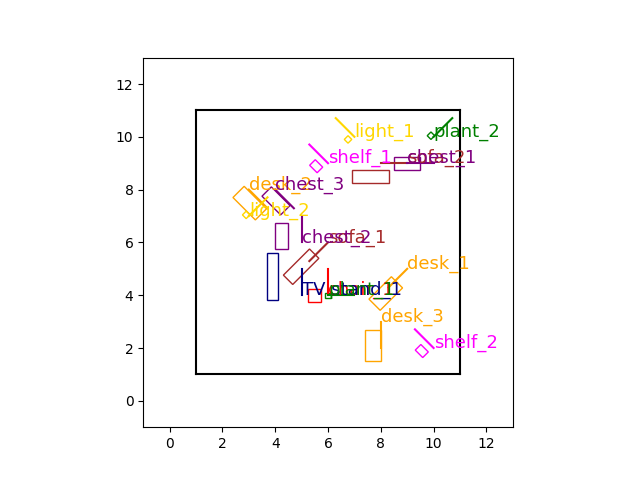 12
10
8
6
4
2
0
0
2
4
6
8
10
12
light_1
plant_2
shelf_1
sofa_2
chest_1
desk_2
chest_3
light_2
chest_2
sofa_1
desk_1
TV_stand_1
plant_1
desk_3
shelf_2